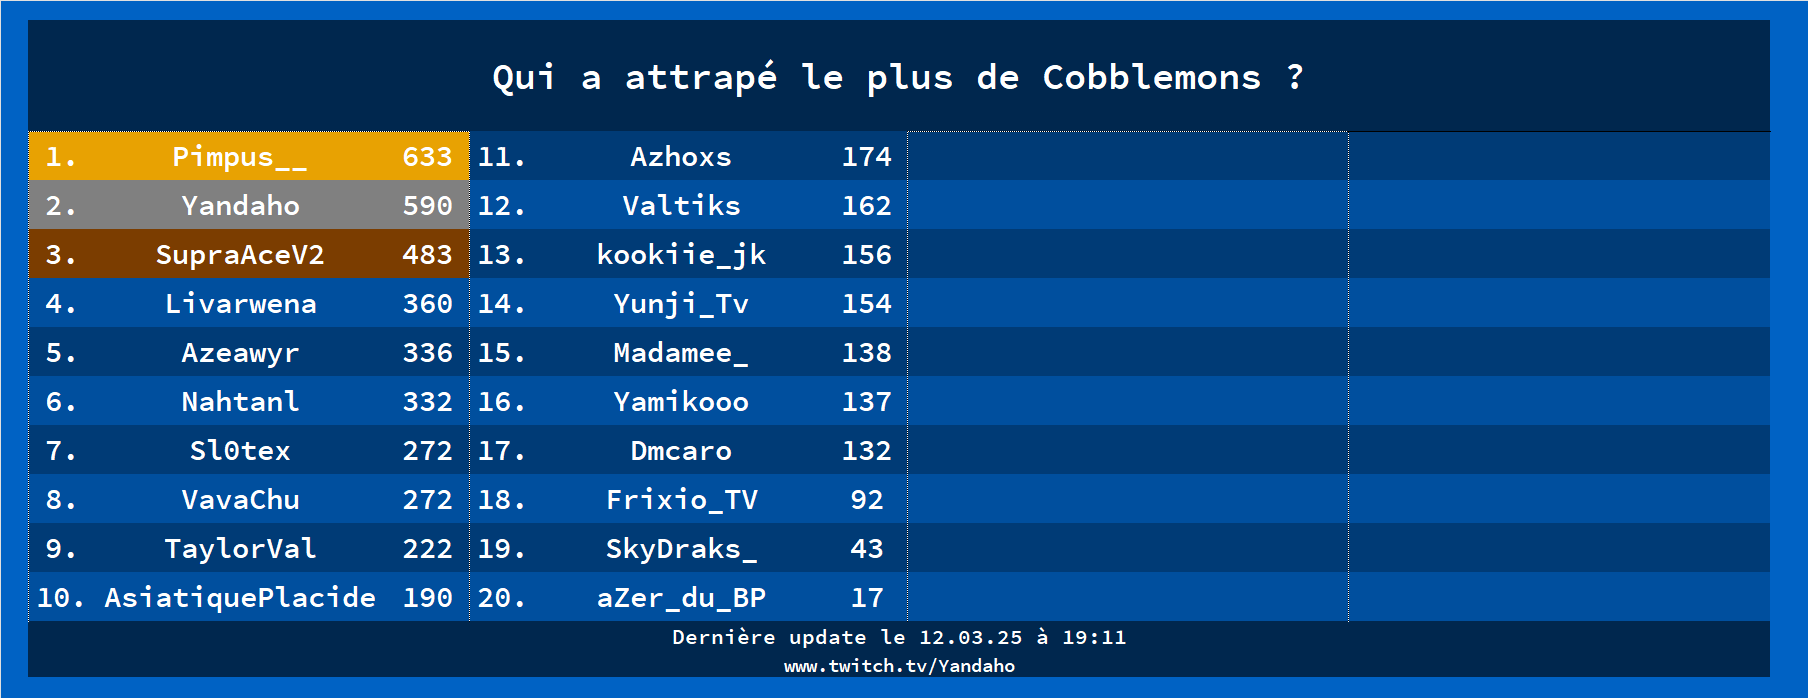 Qui a attrapé le plus de Cobblemons ?
1. Pimpus__ 633
2. Yandaho 590
3. SupraAceV2 483
4. Livarwena 360
5. Azeawyr 336
6. Nahtanl 332
7. Sl0tex 272
8. VavaChu 272
9. TaylorVal 222
10. AsiatiquePlacide 190
11. Azhoxs 174
12. Valtiks 162
13. kookiie_jk 156
14. Yunji_Tv 154
15. Madamee_ 138
16. Yamikooo 137
17. Dmcaro 132
18. Frixio_TV 92
19. SkyDraks_ 43
20. aZer_du_BP 17
Dernière update le 12.03.25 à 19:11
www.twitch.tv/Yandaho